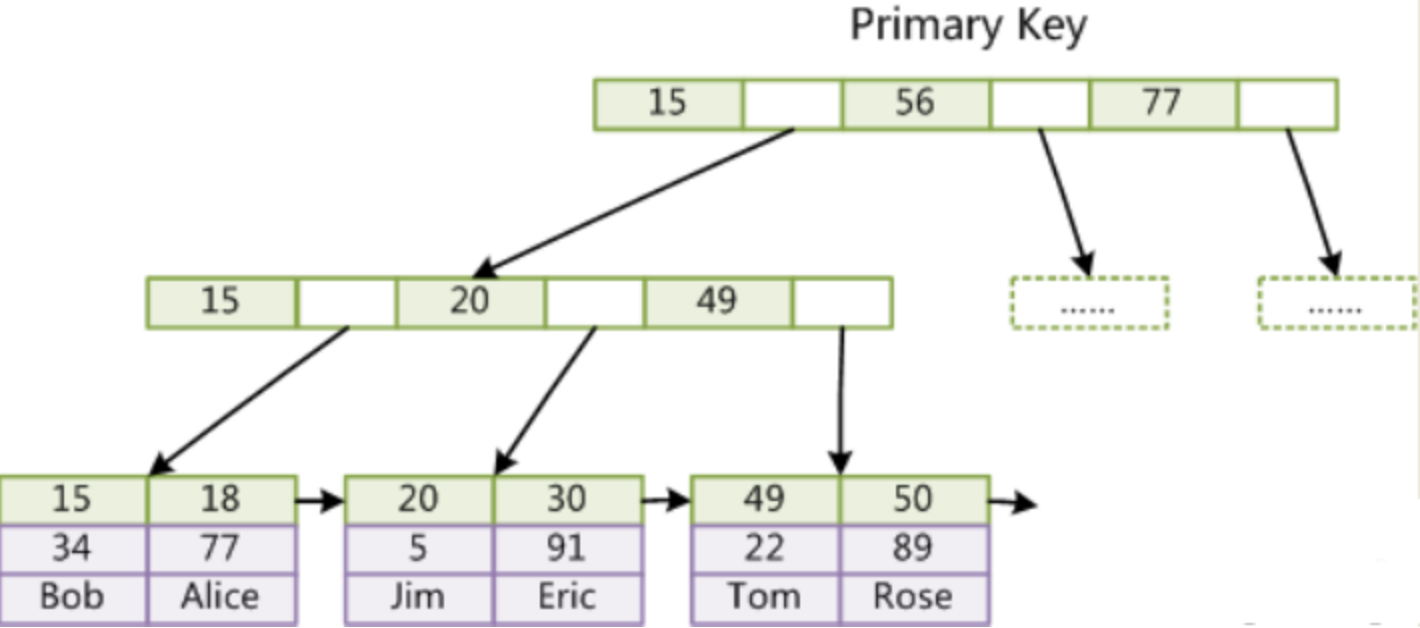 Primary Key
15 56 77
15 20 49 ...... ......
15 18 20 30 49 50
34 77 5 91 22 89
Bob Alice Jim Eric Tom Rose